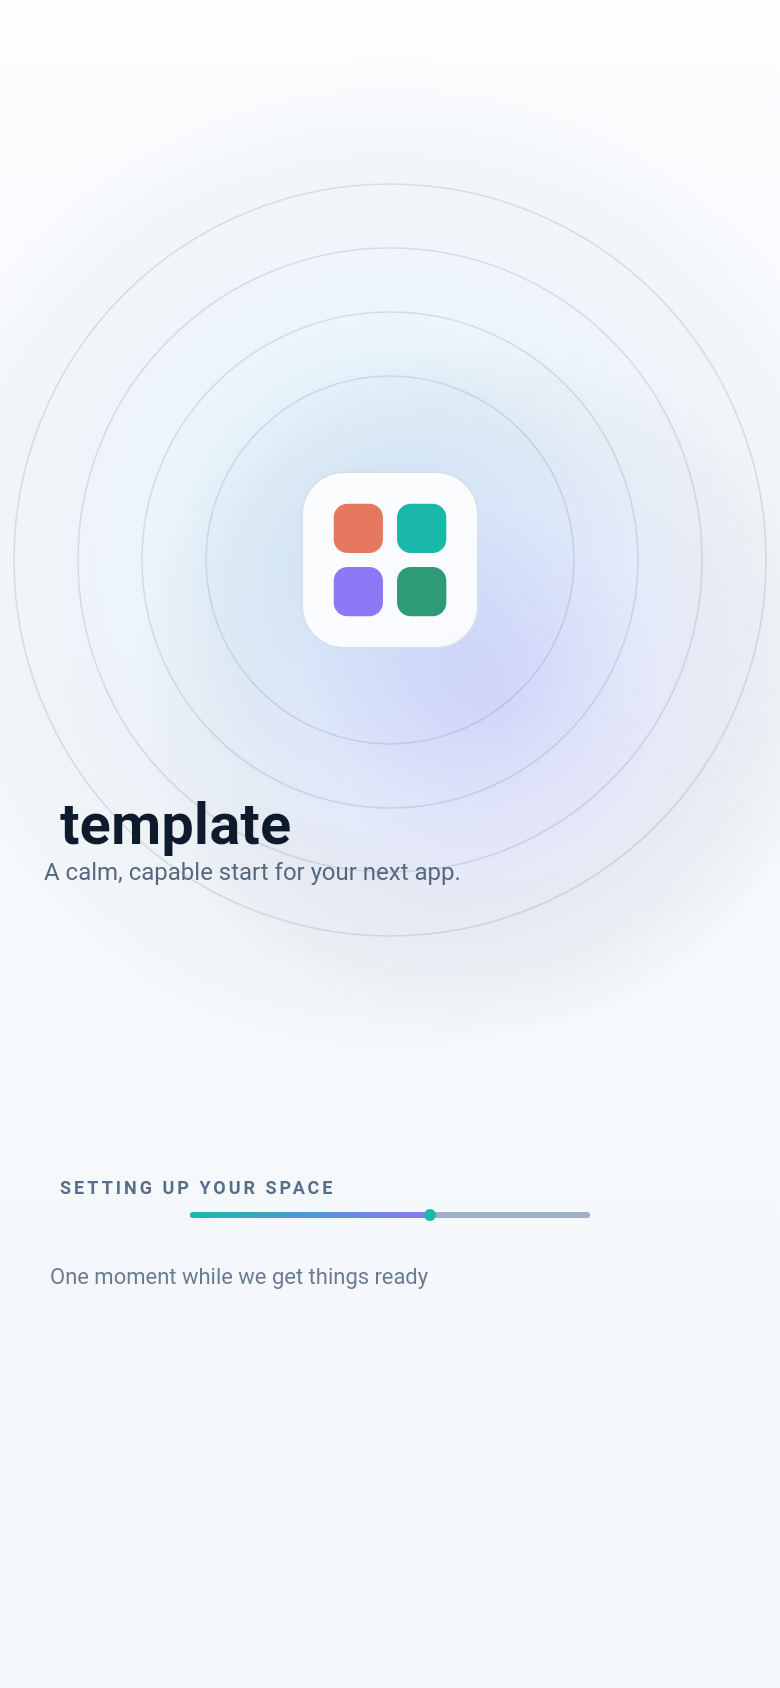 template
A calm, capable start for your next app.
SETTING UP YOUR SPACE
One moment while we get things ready